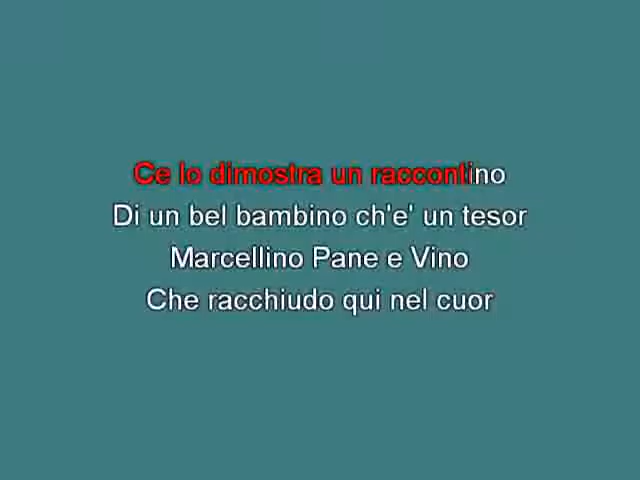 Ce lo dimostra un raccontino
Di un bel bambino ch'e' un tesor
Marcellino Pane e Vino
Che racchiudo qui nel cuor